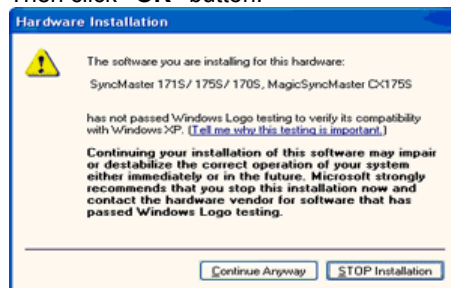 Then click "OK" button.
Hardware Installation
The software you are installing for this hardware:
SyncMaster 171S/ 175S/ 170S, MagicSyncMaster CX175S
has not passed Windows Logo testing to verify its compatibility
with Windows XP. (Tell me why this testing is important.)
Continuing your installation of this software may impair
or destabilize the correct operation of your system
either immediately or in the future. Microsoft strongly
recommends that you stop this installation now and
contact the hardware vendor for software that has
passed Windows Logo testing.
Continue Anyway
STOP Installation